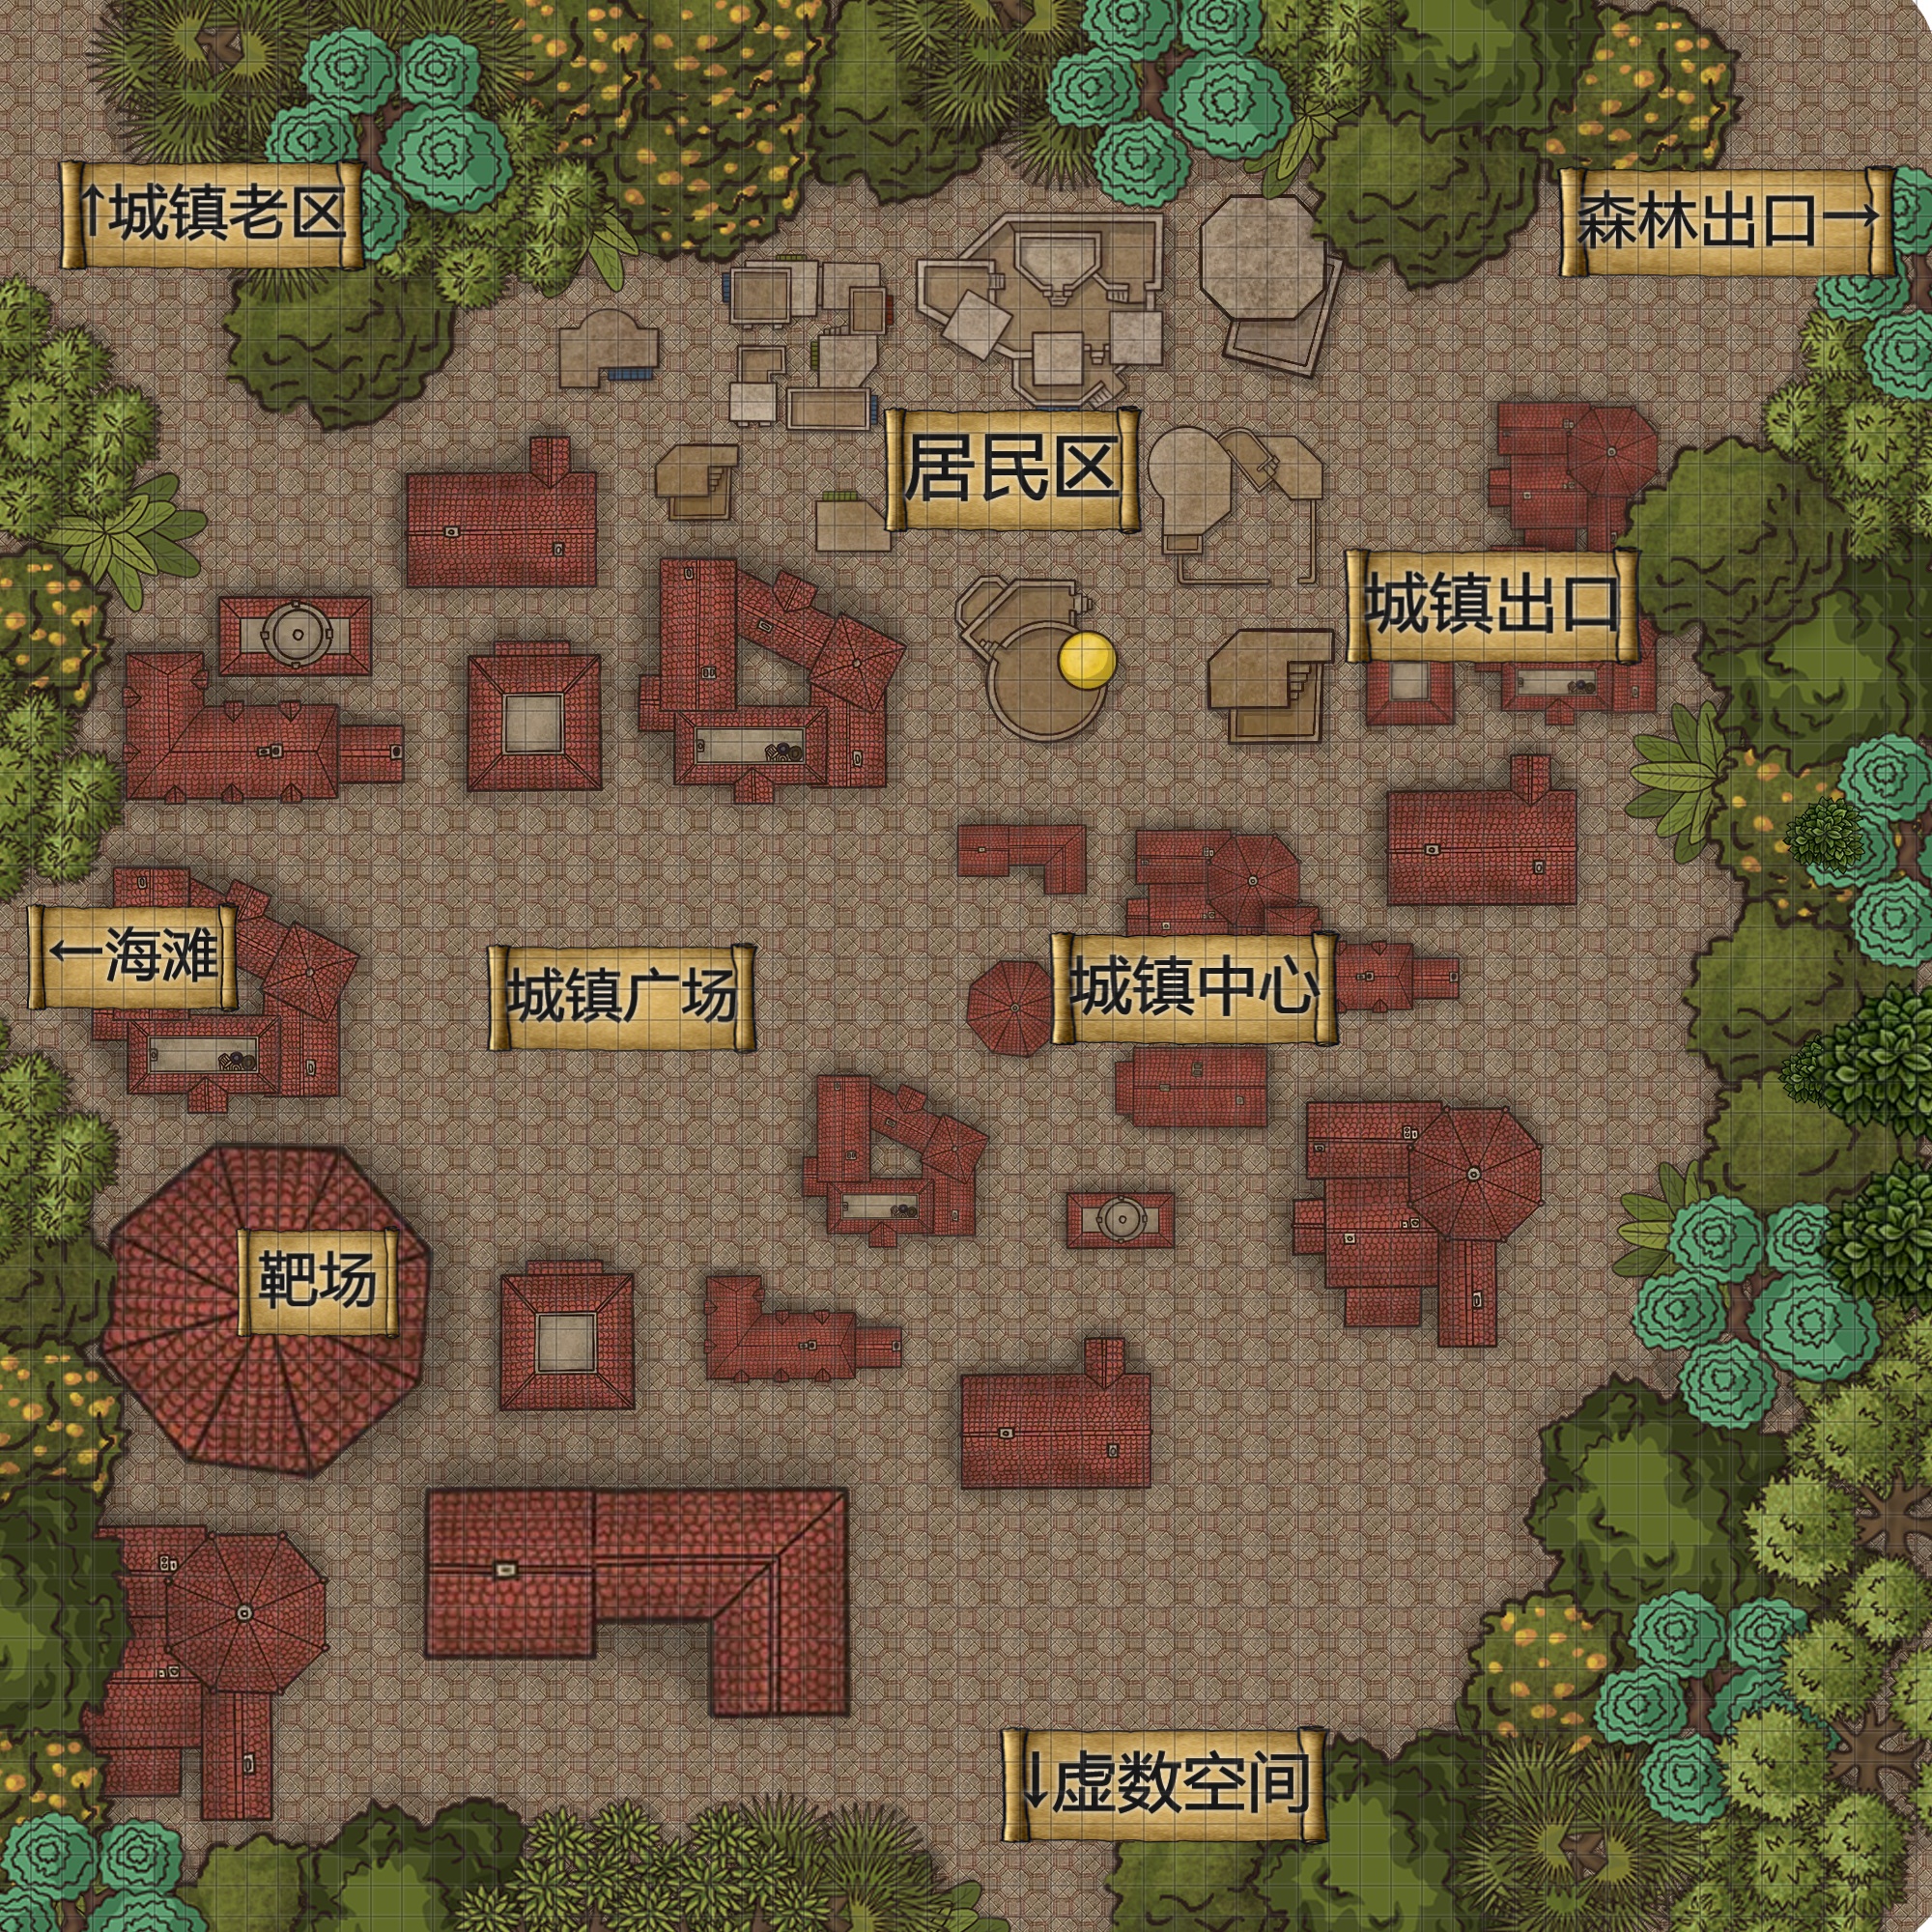 ↑城镇老区
森林出口→
居民区
城镇出口
←海滩
城镇广场
城镇中心
靶场
↓虚数空间